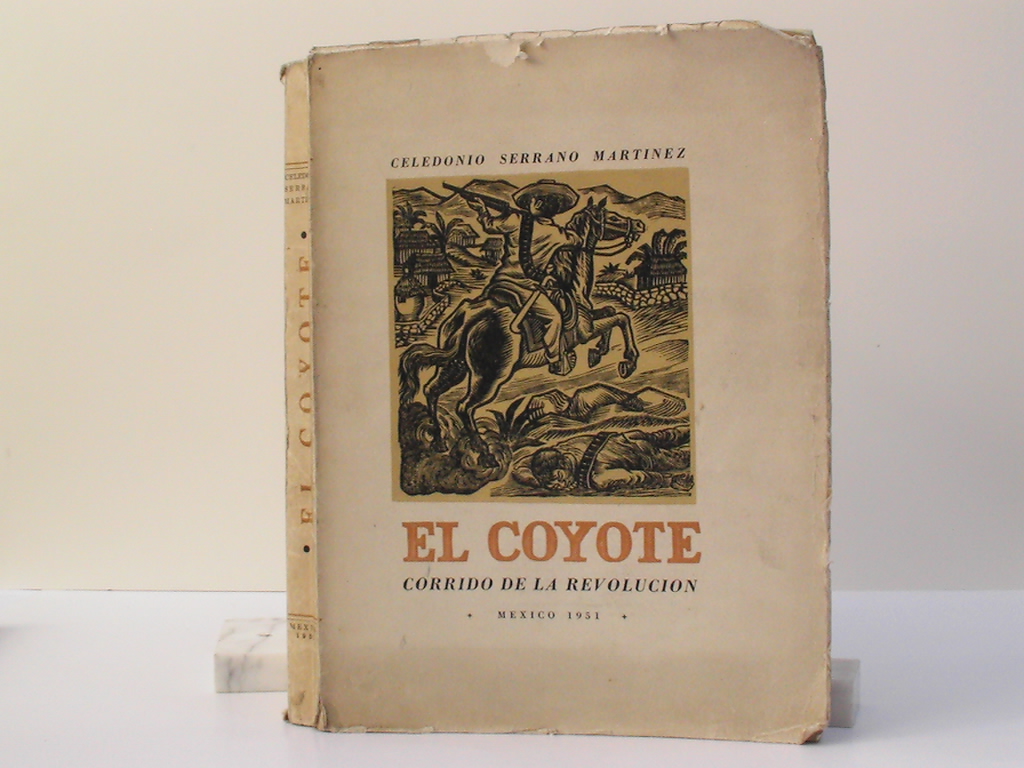 CELEDONIO SERRANO MARTINEZ
EL COYOTE
CORRIDO DE LA REVOLUCION
MEXICO 1951
EL COYOTE